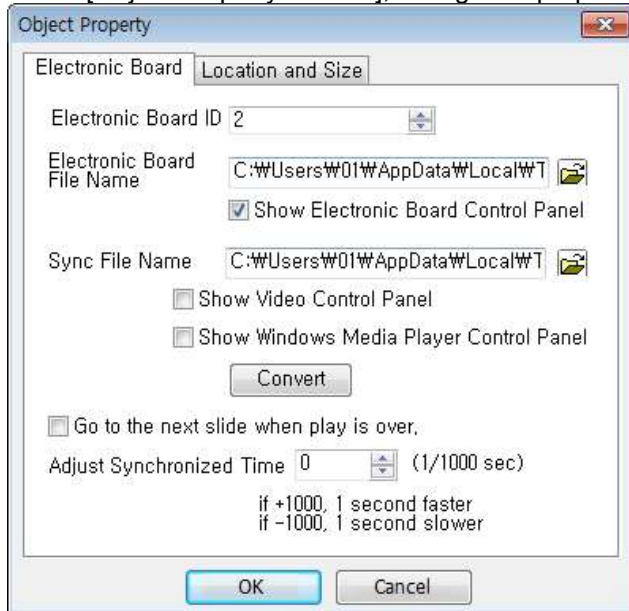 Object Property
Electronic Board Location and Size
Electronic Board ID 2
Electronic Board
File Name
C:₩Users₩01₩AppData₩Local₩T
Show Electronic Board Control Panel
Sync File Name C:₩Users₩01₩AppData₩Local₩T
Show Video Control Panel
Show Windows Media Player Control Panel
Convert
Go to the next slide when play is over,
Adjust Synchronized Time 0 (1/1000 sec)
if +1000, 1 second faster
if -1000, 1 second slower
OK Cancel